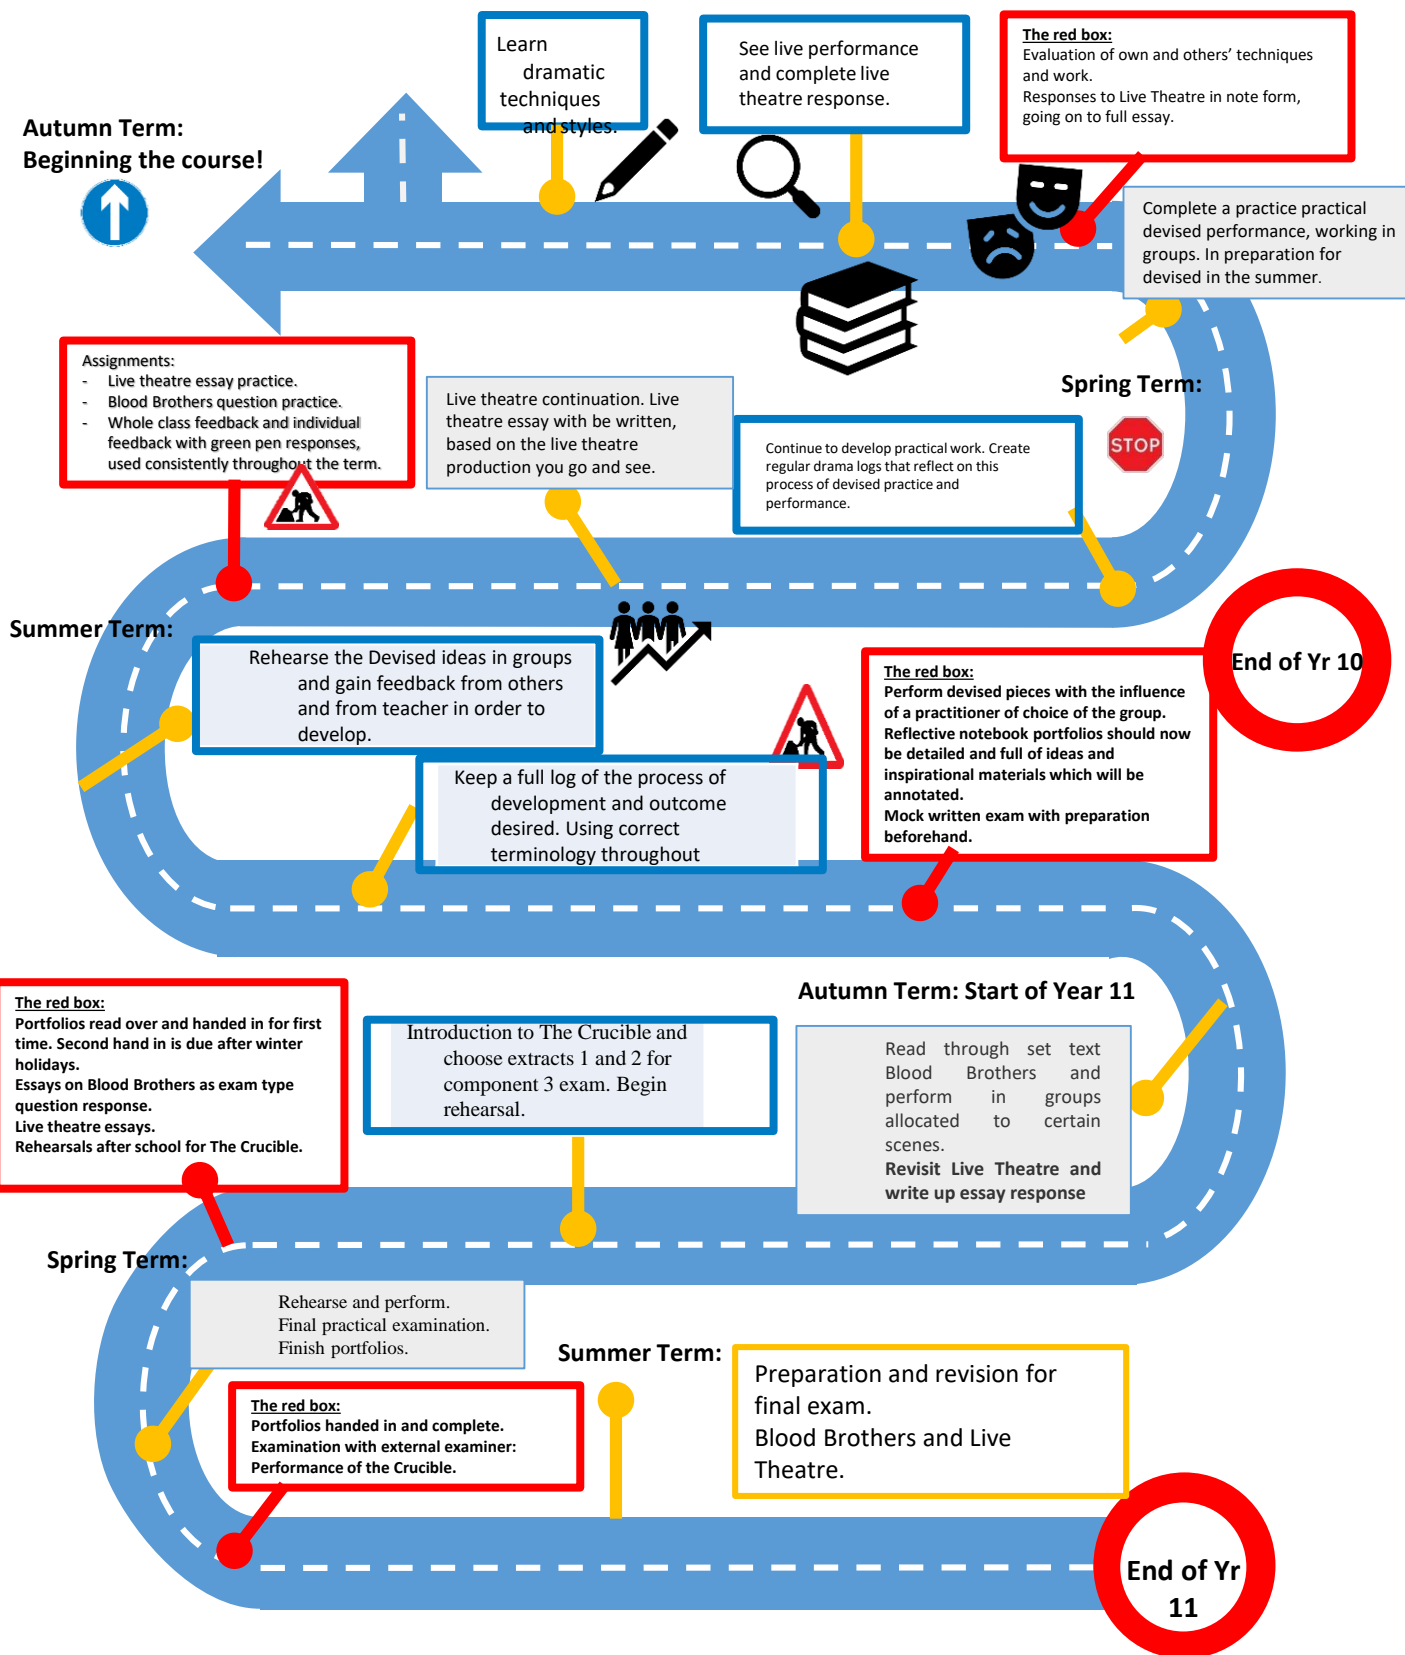 Learn
dramatic
techniques
and styles.
See live performance
and complete live
theatre response.
The red box:
Evaluation of own and others’ techniques
and work.
Responses to Live Theatre in note form,
going on to full essay.
Autumn Term:
Beginning the course!
Complete a practice practical
devised performance, working in
groups. In preparation for
devised in the summer.
Spring Term:
STOP
Assignments:
- Live theatre essay practice.
- Blood Brothers question practice.
- Whole class feedback and individual
feedback with green pen responses,
used consistently throughout the term.
Live theatre continuation. Live
theatre essay with be written,
based on the live theatre
production you go and see.
Continue to develop practical work. Create
regular drama logs that reflect on this
process of devised practice and
performance.
Summer Term:
Rehearse the Devised ideas in groups
and gain feedback from others
and from teacher in order to
develop.
End of Yr 10
The red box:
Perform devised pieces with the influence
of a practitioner of choice of the group.
Reflective notebook portfolios should now
be detailed and full of ideas and
inspirational materials which will be
annotated.
Mock written exam with preparation
beforehand.
Keep a full log of the process of
development and outcome
desired. Using correct
terminology throughout
Autumn Term: Start of Year 11
Read through set text
Blood Brothers and
perform in groups
allocated to certain
scenes.
Revisit Live Theatre and
write up essay response
Introduction to The Crucible and
choose extracts 1 and 2 for
component 3 exam. Begin
rehearsal.
The red box:
Portfolios read over and handed in for first
time. Second hand in is due after winter
holidays.
Essays on Blood Brothers as exam type
question response.
Live theatre essays.
Rehearsals after school for The Crucible.
Spring Term:
Rehearse and perform.
Final practical examination.
Finish portfolios.
The red box:
Portfolios handed in and complete.
Examination with external examiner:
Performance of the Crucible.
Summer Term:
Preparation and revision for
final exam.
Blood Brothers and Live
Theatre.
End of Yr
11